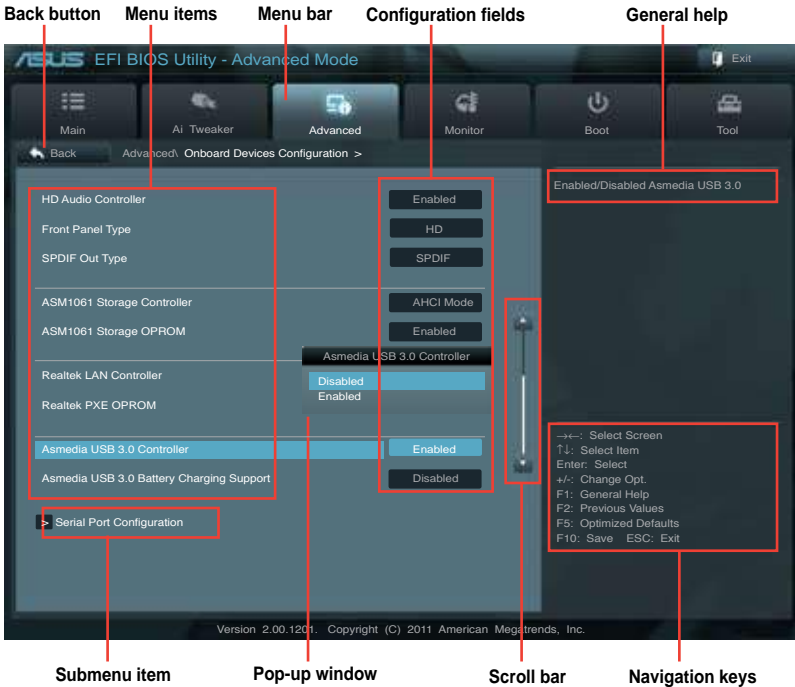 Back button Menu items Menu bar Configuration fields General help
ASUS EFI BIOS Utility - Advanced Mode Exit
Main Ai Tweaker Advanced Monitor Boot Tool
Back Advanced\ Onboard Devices Configuration >
Enabled/Disabled Asmedia USB 3.0
HD Audio Controller Enabled
Front Panel Type HD
SPDIF Out Type SPDIF
ASM1061 Storage Controller AHCI Mode
ASM1061 Storage OPROM Enabled
Asmedia USB 3.0 Controller
Realtek LAN Controller
Disabled
Enabled
Realtek PXE OPROM
Asmedia USB 3.0 Controller Enabled
Asmedia USB 3.0 Battery Charging Support Disabled
> Serial Port Configuration
→←: Select Screen
↑↓: Select Item
Enter: Select
+/-: Change Opt.
F1: General Help
F2: Previous Values
F5: Optimized Defaults
F10: Save ESC: Exit
Version 2.00.1201. Copyright (C) 2011 American Megatrends, Inc.
Submenu item Pop-up window Scroll bar Navigation keys